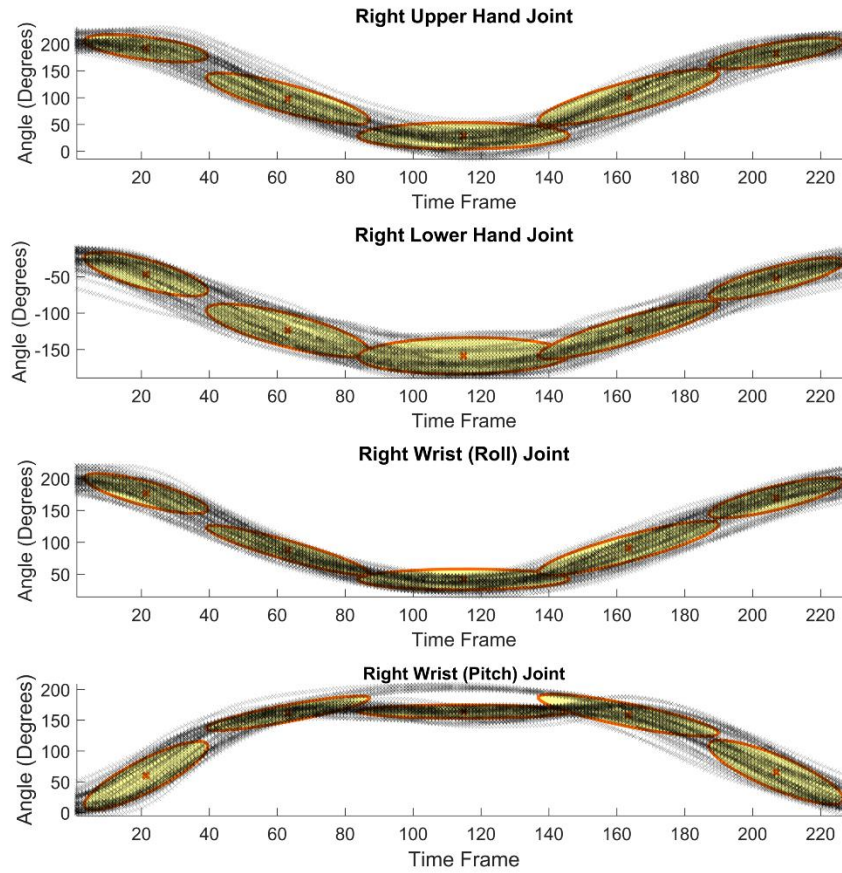 Right Upper Hand Joint
Angle (Degrees)
200
150
100
50
0
20 40 60 80 100 120 140 160 180 200 220
Time Frame
Right Lower Hand Joint
Angle (Degrees)
-50
-100
-150
20 40 60 80 100 120 140 160 180 200 220
Time Frame
Right Wrist (Roll) Joint
Angle (Degrees)
200
150
100
50
20 40 60 80 100 120 140 160 180 200 220
Time Frame
Right Wrist (Pitch) Joint
Angle (Degrees)
200
150
100
50
0
20 40 60 80 100 120 140 160 180 200 220
Time Frame